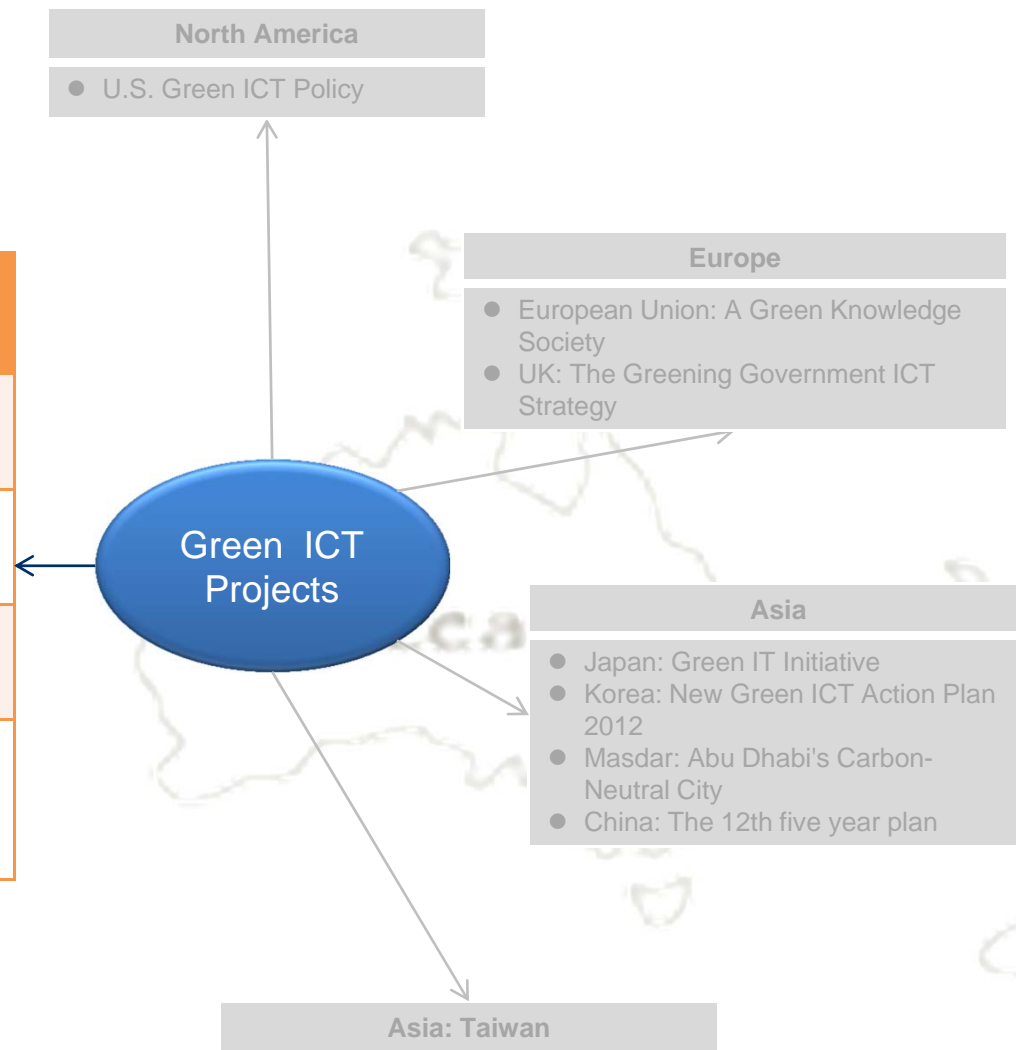 North America
● U.S. Green ICT Policy
Europe
● European Union: A Green Knowledge
Society
● UK: The Greening Government ICT
Strategy
Green ICT
Projects
ca
Asia
● Japan: Green IT Initiative
● Korea: New Green ICT Action Plan
2012
● Masdar: Abu Dhabi's Carbon-
Neutral City
● China: The 12th five year plan
Asia: Taiwan